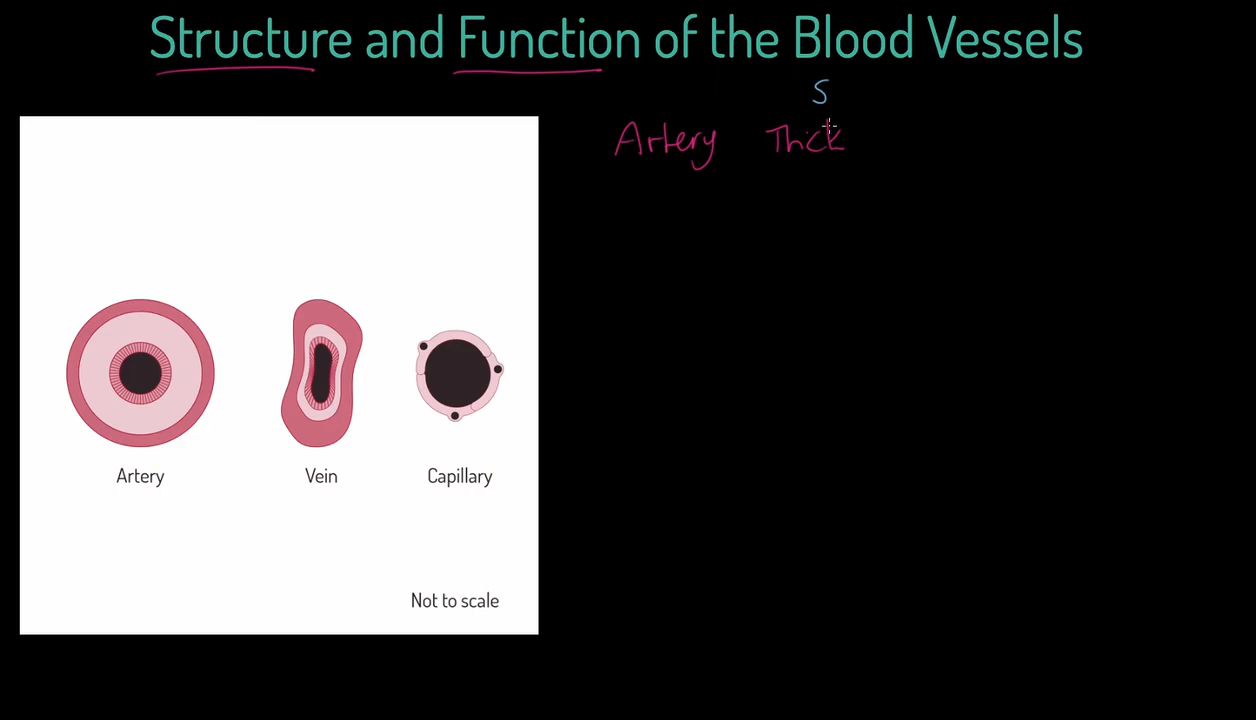 Structure and Function of the Blood Vessels
S
Artery Thick
Artery Vein Capillary
Not to scale